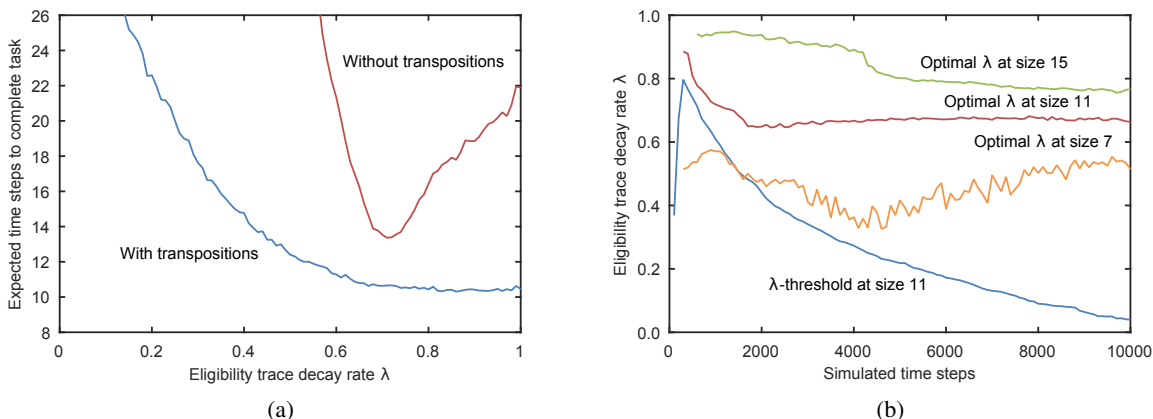 Expected time steps to complete task
26
24
22
20
18
16
14
12
10
8
Without transpositions
With transpositions
0 0.2 0.4 0.6 0.8 1
Eligibility trace decay rate λ
(a)
Eligibility trace decay rate λ
1.0
0.8
0.6
0.4
0.2
0.0
Optimal λ at size 15
Optimal λ at size 11
Optimal λ at size 7
λ-threshold at size 11
0 2000 4000 6000 8000 10000
Simulated time steps
(b)